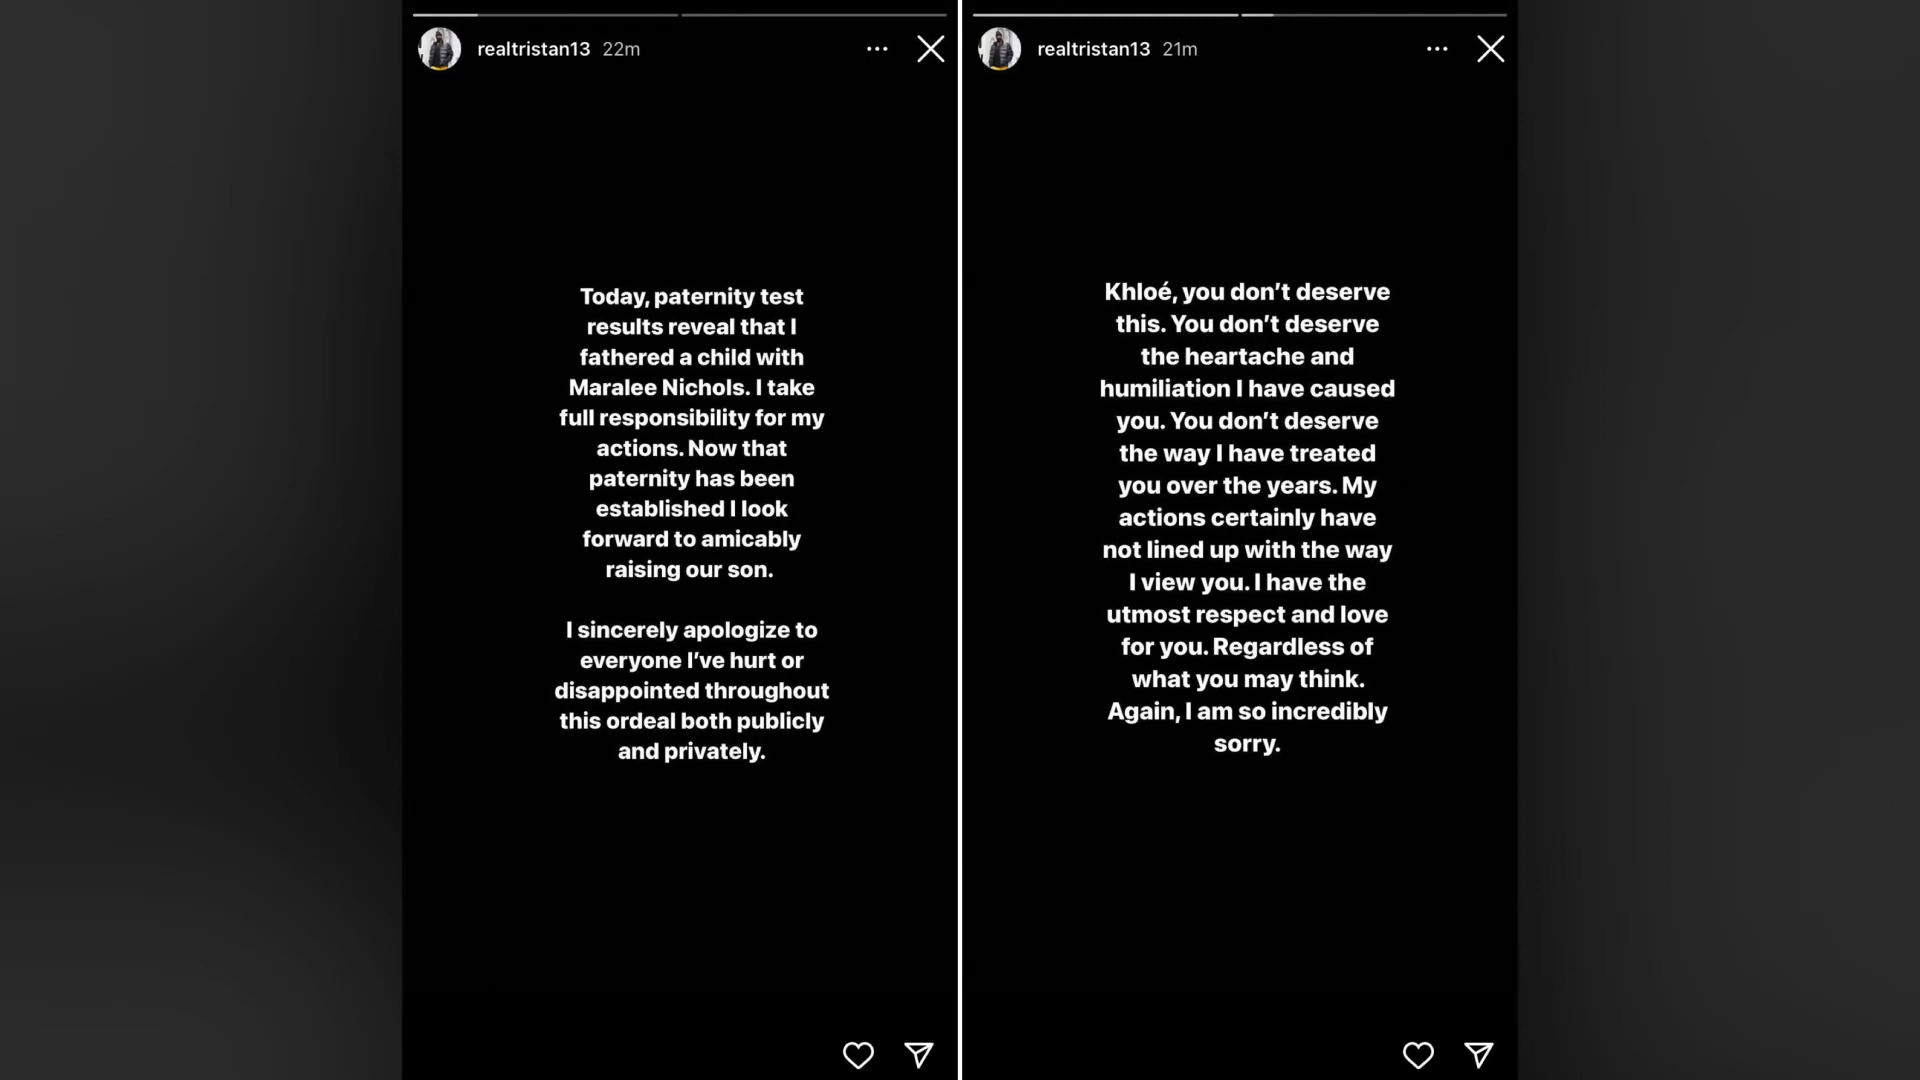 realtristan13 22m
Today, paternity test
results reveal that I
fathered a child with
Maralee Nichols. I take
full responsibility for my
actions. Now that
paternity has been
established I look
forward to amicably
raising our son.
I sincerely apologize to
everyone I’ve hurt or
disappointed throughout
this ordeal both publicly
and privately.
realtristan13 21m
Khloé, you don’t deserve
this. You don’t deserve
the heartache and
humiliation I have caused
you. You don’t deserve
the way I have treated
you over the years. My
actions certainly have
not lined up with the way
I view you. I have the
utmost respect and love
for you. Regardless of
what you may think.
Again, I am so incredibly
sorry.